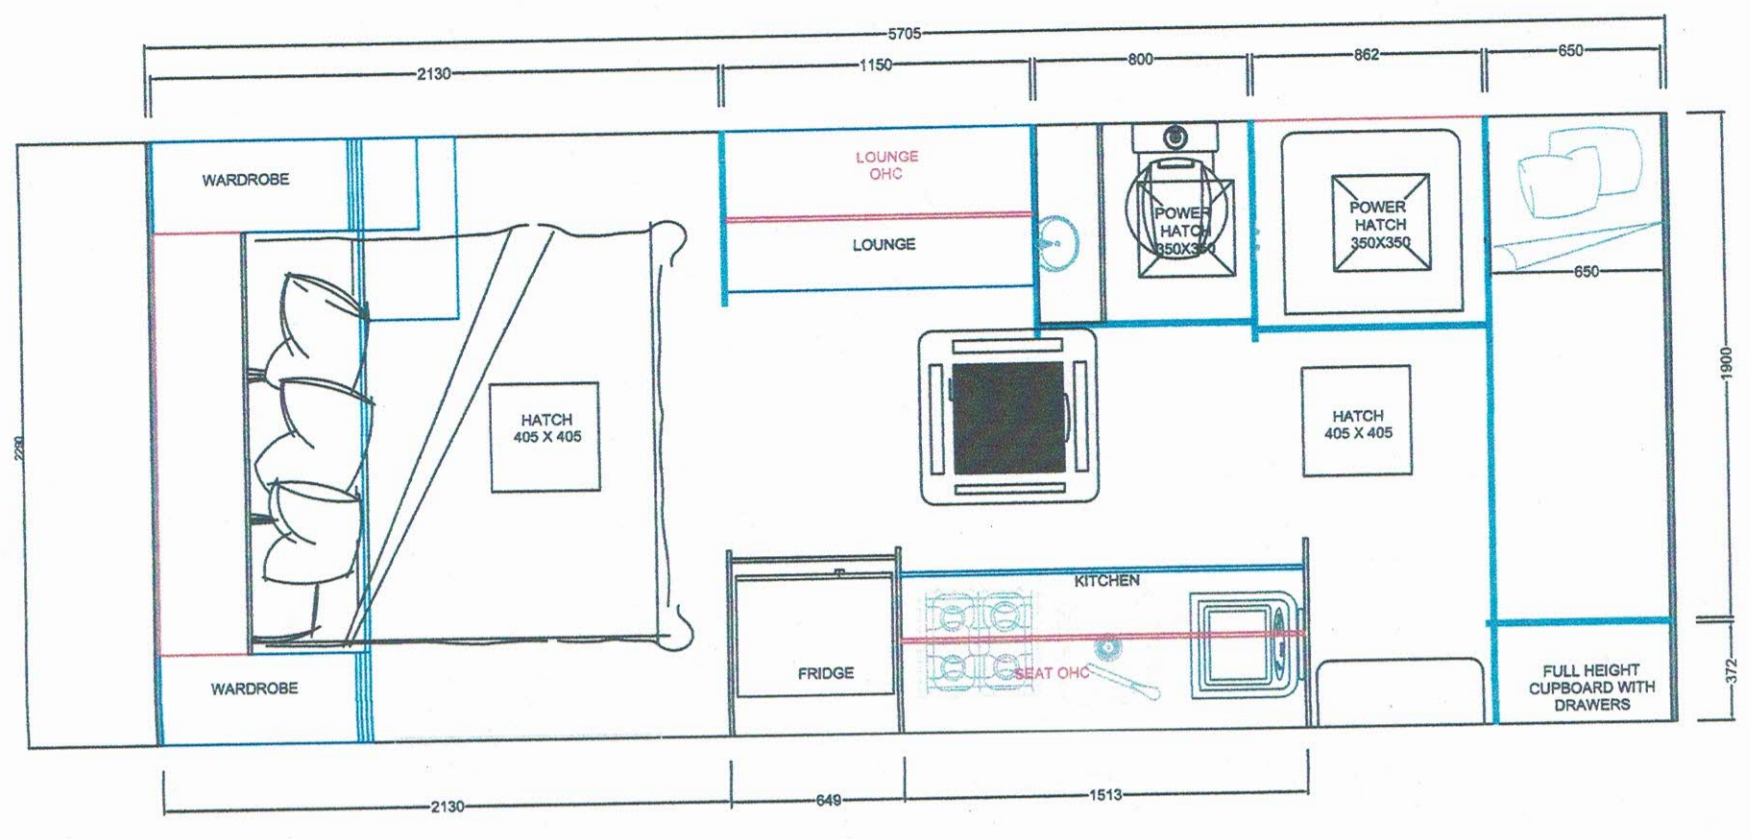 5705
2130
1150
800
862
650
WARDROBE
LOUNGE
OHC
LOUNGE
POWER
HATCH
350X350
POWER
HATCH
350X350
650
2290
HATCH
405 X 405
HATCH
405 X 405
1900
KITCHEN
FRIDGE
SEAT OHC
WARDROBE
FULL HEIGHT
CUPBOARD WITH
DRAWERS
372
2130
649
1513